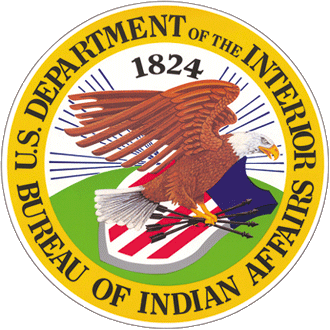 U.S. DEPARTMENT OF THE INTERIOR
1824
BUREAU OF INDIAN AFFAIRS